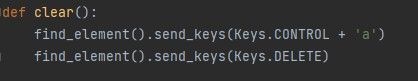 def clear():
    find_element().send_keys(Keys.CONTROL + 'a')
    find_element().send_keys(Keys.DELETE)